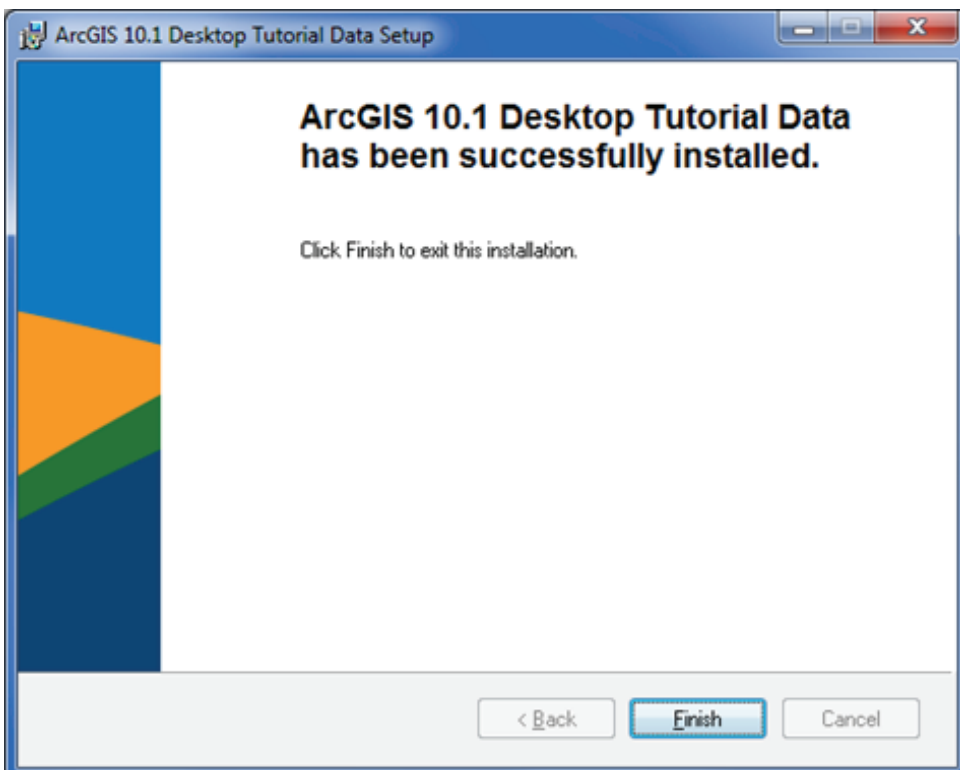 ArcGIS 10.1 Desktop Tutorial Data Setup
ArcGIS 10.1 Desktop Tutorial Data
has been successfully installed.
Click Finish to exit this installation.
< Back Finish Cancel